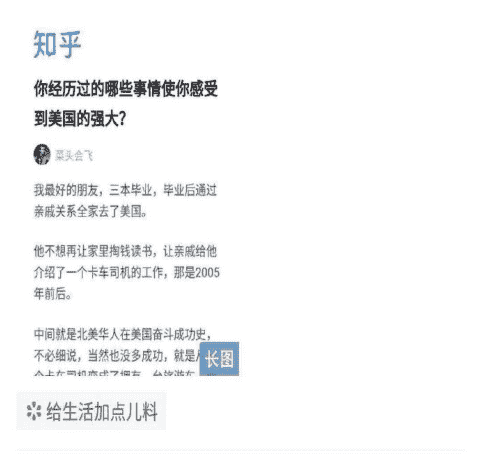 知乎
你经历过的哪些事情使你感受
到美国的强大？
菜头会飞
我最好的朋友，三本毕业，毕业后通过
亲戚关系全家去了美国。
他不想再让家里掏钱读书，让亲戚给他
介绍了一个卡车司机的工作，那是2005
年前后。
中间就是北美华人在美国奋斗成功史，
不必细说，当然也没多成功，就是
长图
给生活加点儿料